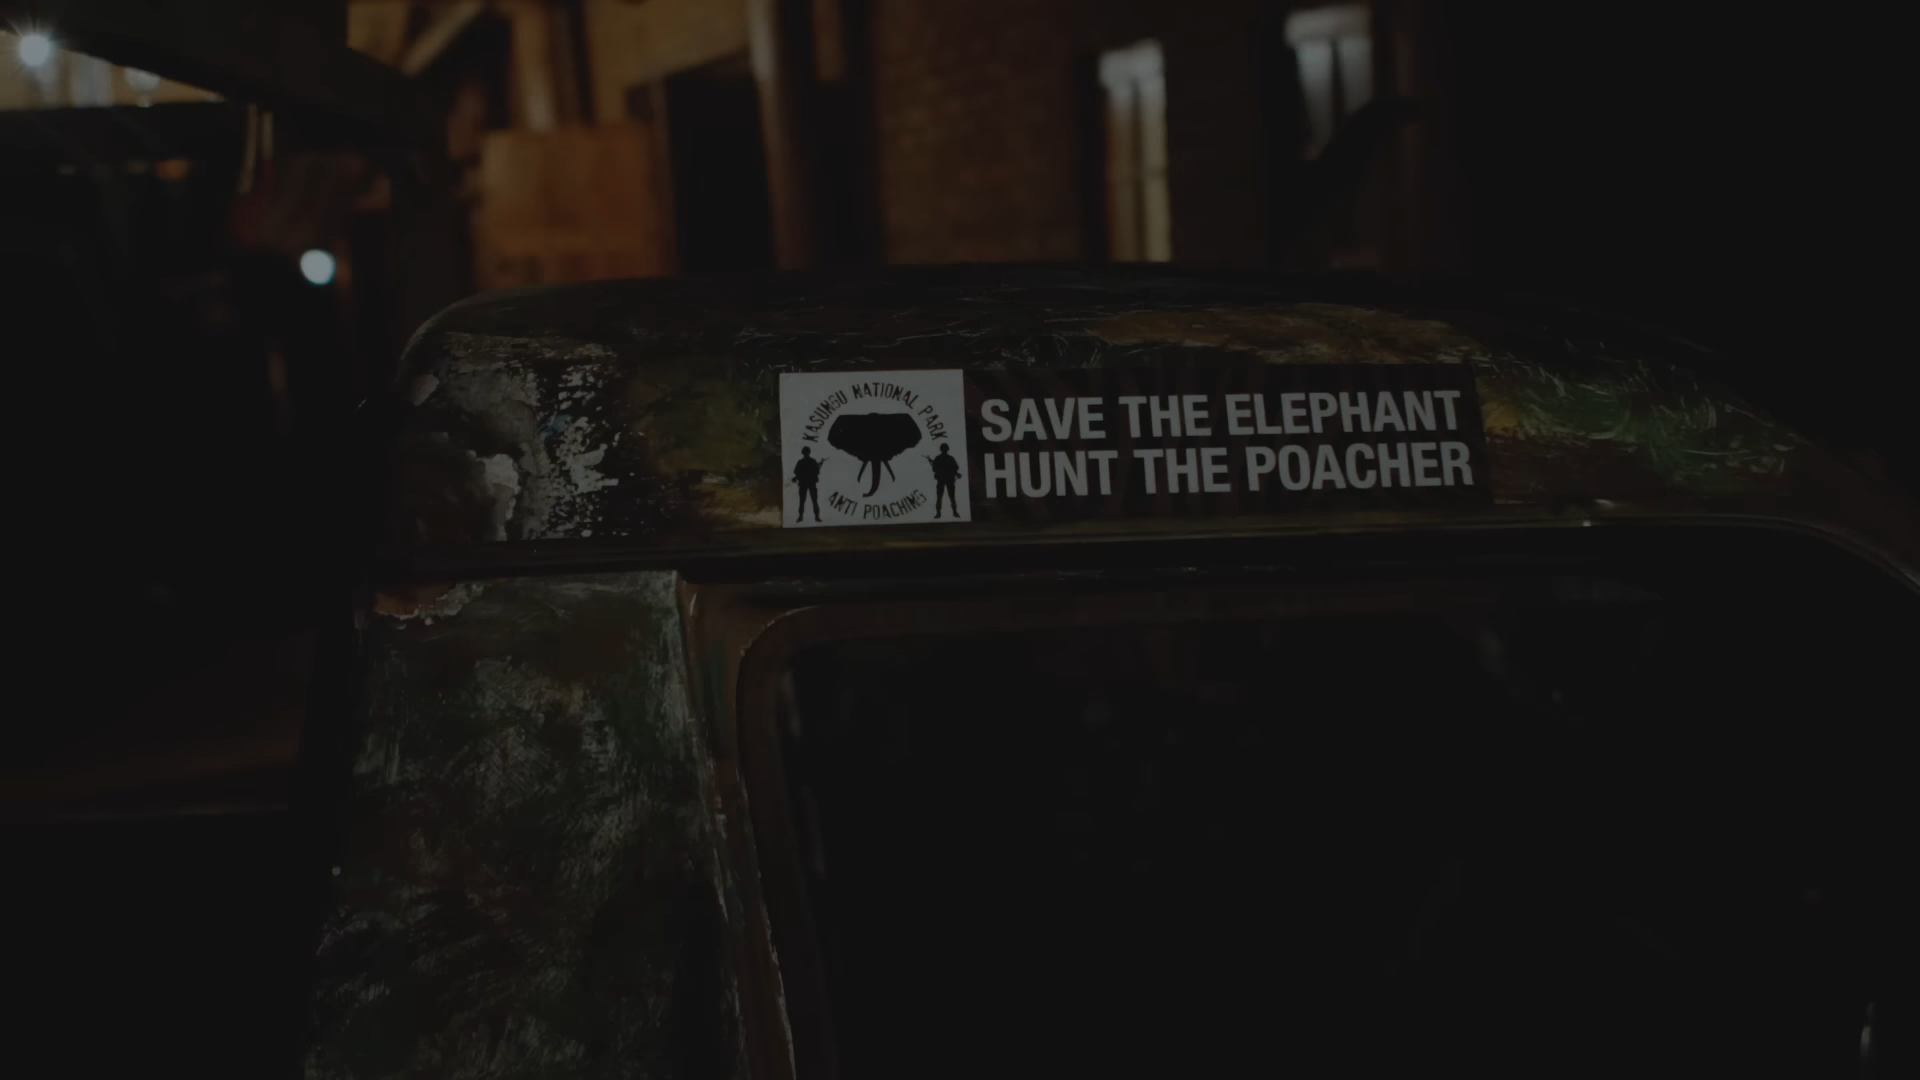 KASUNGU NATIONAL PARK
ANTI POACHING
SAVE THE ELEPHANT
HUNT THE POACHER